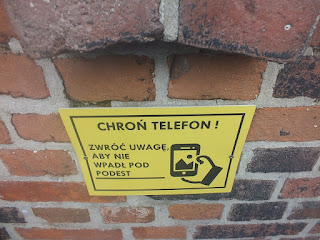 CHROŃ TELEFON !
ZWRÓĆ UWAGĘ,
ABY NIE
WPADŁ POD
PODEST